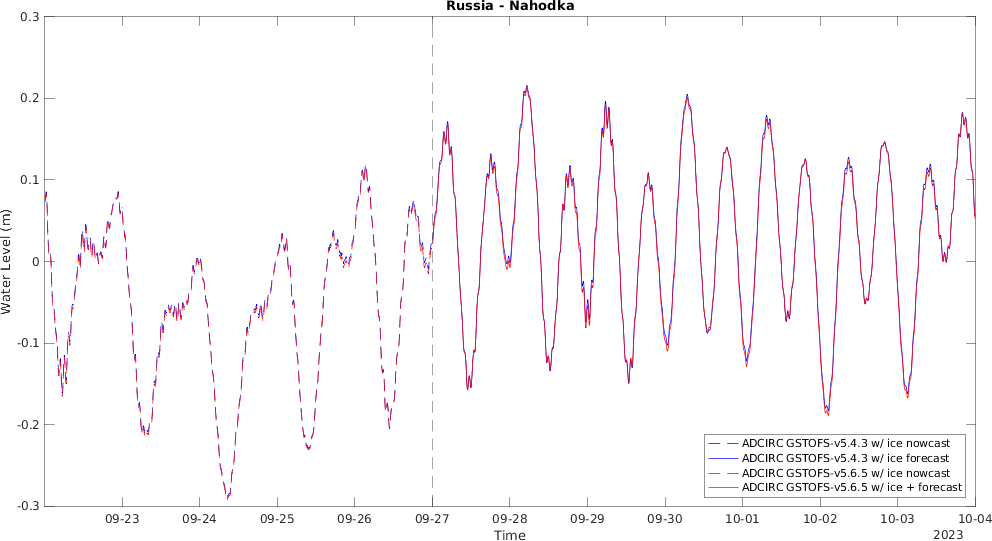 Russia - Nahodka
Water Level (m)
0.3
0.2
0.1
0
-0.1
-0.2
-0.3
ADCIRC GSTOFS-v5.4.3 w/ ice nowcast
ADCIRC GSTOFS-v5.4.3 w/ ice forecast
ADCIRC GSTOFS-v5.6.5 w/ ice nowcast
ADCIRC GSTOFS-v5.6.5 w/ ice + forecast
09-23 09-24 09-25 09-26 09-27 09-28 09-29 09-30 10-01 10-02 10-03 10-04
Time
2023